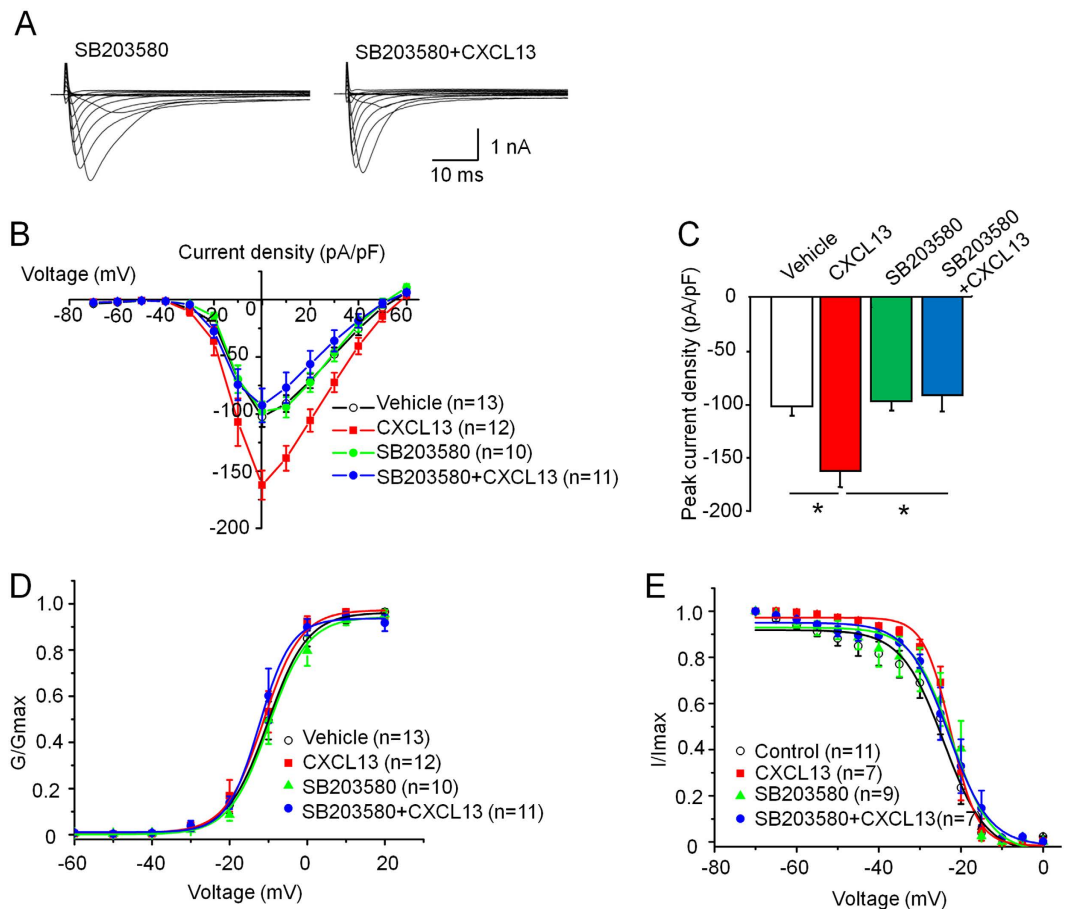 A
SB203580
SB203580+CXCL13
1 nA
10 ms
B
Current density (pA/pF)
Voltage (mV)
-80 -60 -40 -20 0 20 40 60
-50
-100
-150
-200
Vehicle (n=13)
CXCL13 (n=12)
SB203580 (n=10)
SB203580+CXCL13 (n=11)
C
Vehicle
CXCL13
SB203580
SB203580
+CXCL13
Peak current density (pA/pF)
0
-50
-100
-150
-200
* *
D
G/Gmax
1.0
0.8
0.6
0.4
0.2
0
Vehicle (n=13)
CXCL13 (n=12)
SB203580 (n=10)
SB203580+CXCL13 (n=11)
-60 -40 -20 0 20
Voltage (mV)
E
I/Imax
1.0
0.8
0.6
0.4
0.2
0
Control (n=11)
CXCL13 (n=7)
SB203580 (n=9)
SB203580+CXCL13(n=7
-80 -60 -40 -20 0
Voltage (mV)